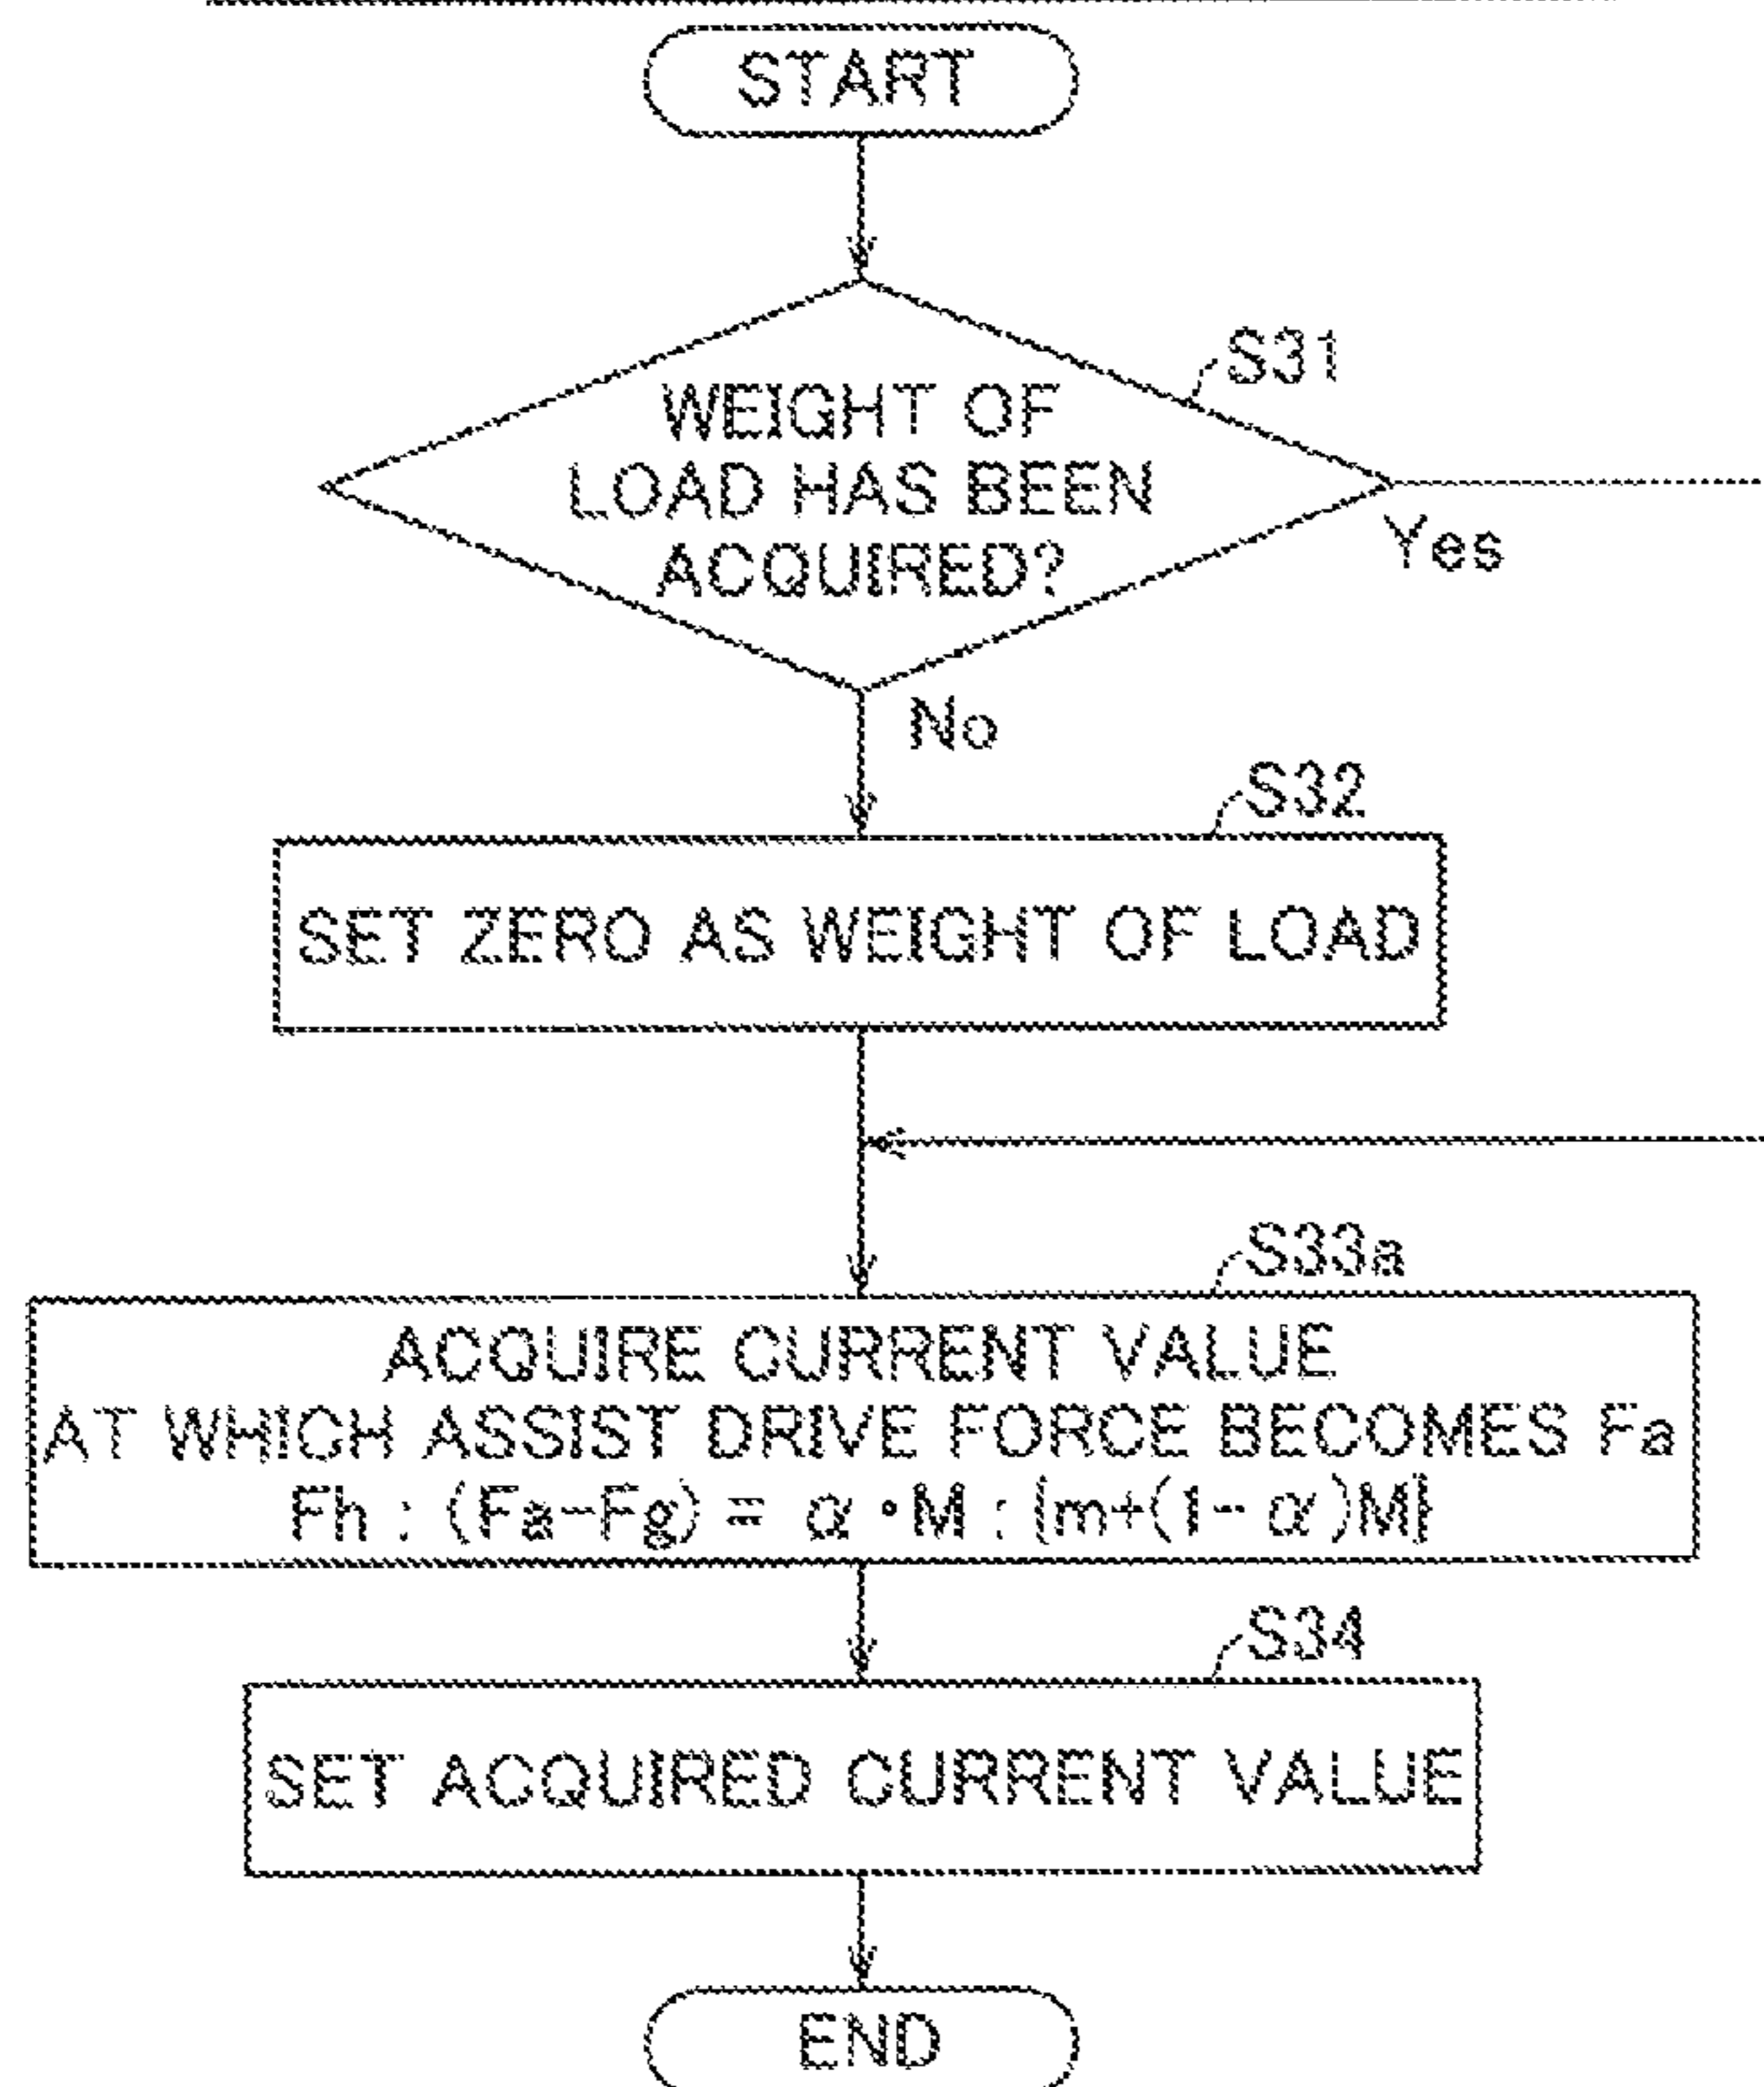 START
S31
WEIGHT OF
LOAD HAS BEEN
ACQUIRED?
Yes
No
S32
SET ZERO AS WEIGHT OF LOAD
S33a
ACQUIRE CURRENT VALUE
AT WHICH ASSIST DRIVE FORCE BECOMES Fa
Fh : (Fa-Fg) = α・M : {m+(1-α)M}
S34
SET ACQUIRED CURRENT VALUE
END